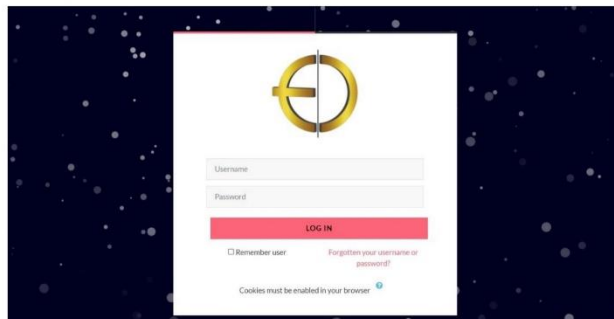 Username
Password
LOG IN
Remember user
Forgotten your username or
password?
Cookies must be enabled in your browser